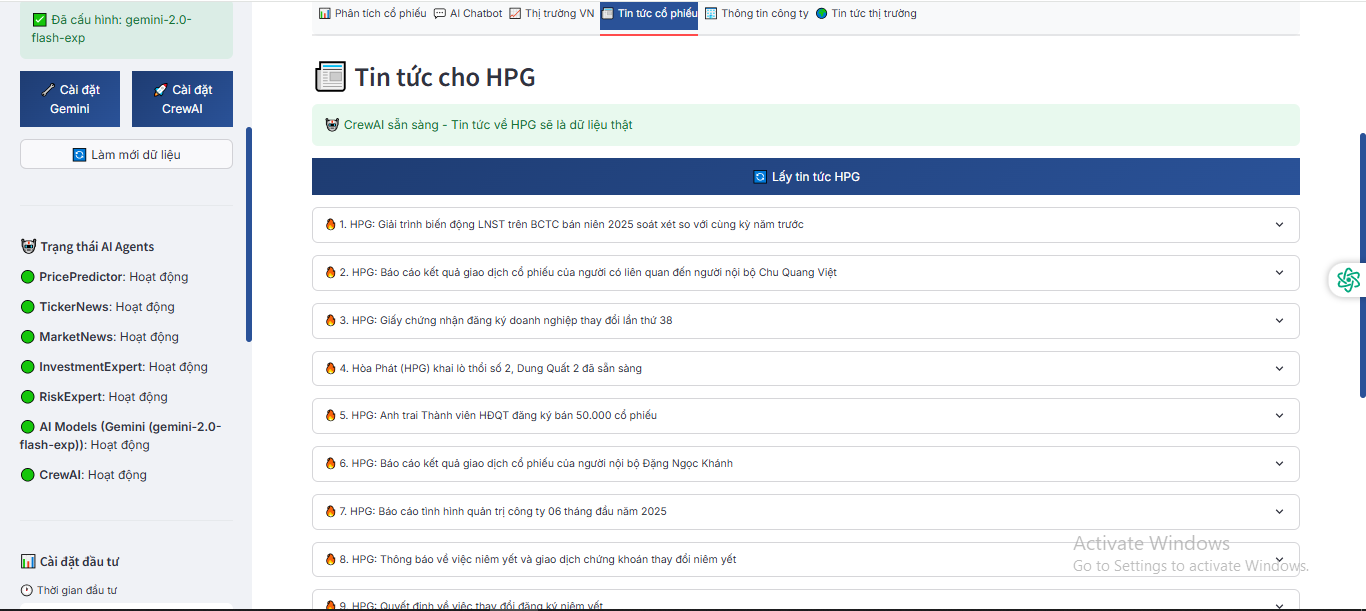 Đã cấu hình: gemini-2.0-
flash-exp
Cài đặt
Gemini
Cài đặt
CrewAI
Làm mới dữ liệu
Trạng thái AI Agents
PricePredictor: Hoạt động
TickerNews: Hoạt động
MarketNews: Hoạt động
InvestmentExpert: Hoạt động
RiskExpert: Hoạt động
AI Models (Gemini (gemini-2.0-
flash-exp)): Hoạt động
CrewAI: Hoạt động
Cài đặt đầu tư
Thời gian đầu tư
Phân tích cổ phiếu AI Chatbot Thị trường VN Tin tức cổ phiếu Thông tin công ty Tin tức thị trường
Tin tức cho HPG
CrewAI sẵn sàng - Tin tức về HPG sẽ là dữ liệu thật
Lấy tin tức HPG
1. HPG: Giải trình biến động LNST trên BCTC bán niên 2025 soát xét so với cùng kỳ năm trước
2. HPG: Báo cáo kết quả giao dịch cổ phiếu của người có liên quan đến người nội bộ Chu Quang Việt
3. HPG: Giấy chứng nhận đăng ký doanh nghiệp thay đổi lần thứ 38
4. Hòa Phát (HPG) khai lò thổi số 2, Dung Quất 2 đã sẵn sàng
5. HPG: Anh trai Thành viên HĐQT đăng ký bán 50.000 cổ phiếu
6. HPG: Báo cáo kết quả giao dịch cổ phiếu của người nội bộ Đặng Ngọc Khánh
7. HPG: Báo cáo tình hình quản trị công ty 06 tháng đầu năm 2025
8. HPG: Thông báo về việc niêm yết và giao dịch chứng khoán thay đổi niêm yết
9. HPG: Quyết định về việc thay đổi đăng ký niêm yết
Activate Windows
Go to Settings to activate Windows.